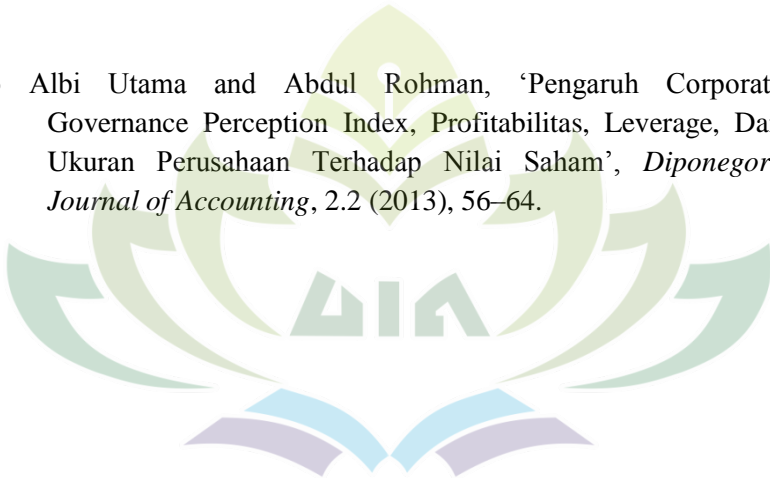 Albi Utama and Abdul Rohman, ‘Pengaruh Corporat
Governance Perception Index, Profitabilitas, Leverage, Da
Ukuran Perusahaan Terhadap Nilai Saham’, Diponegor
Journal of Accounting, 2.2 (2013), 56–64.
UIN